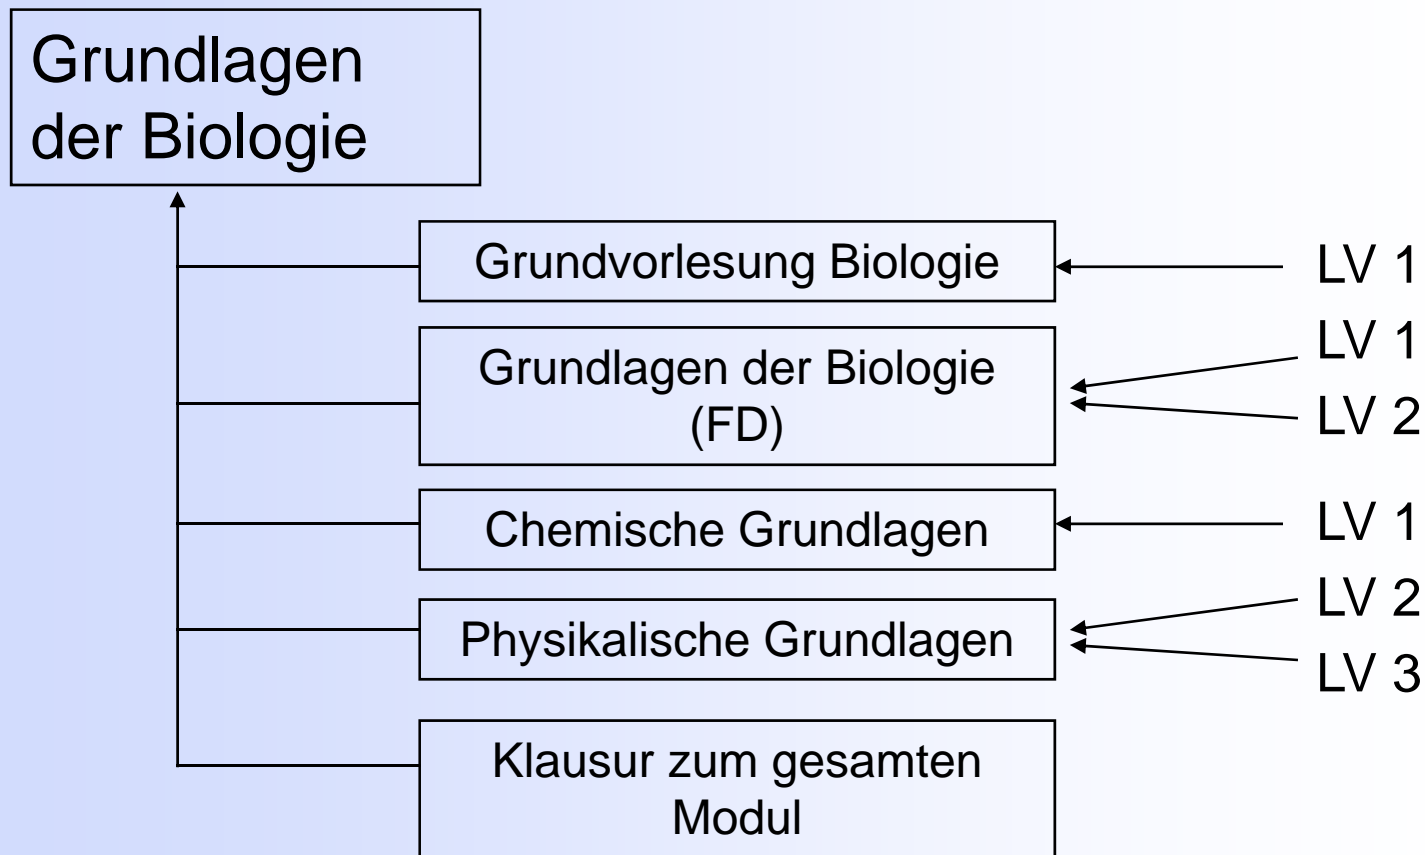 Grundlagen
der Biologie
Grundvorlesung Biologie
LV 1
Grundlagen der Biologie
(FD)
LV 1
LV 2
Chemische Grundlagen
LV 1
Physikalische Grundlagen
LV 2
LV 3
Klausur zum gesamten
Modul